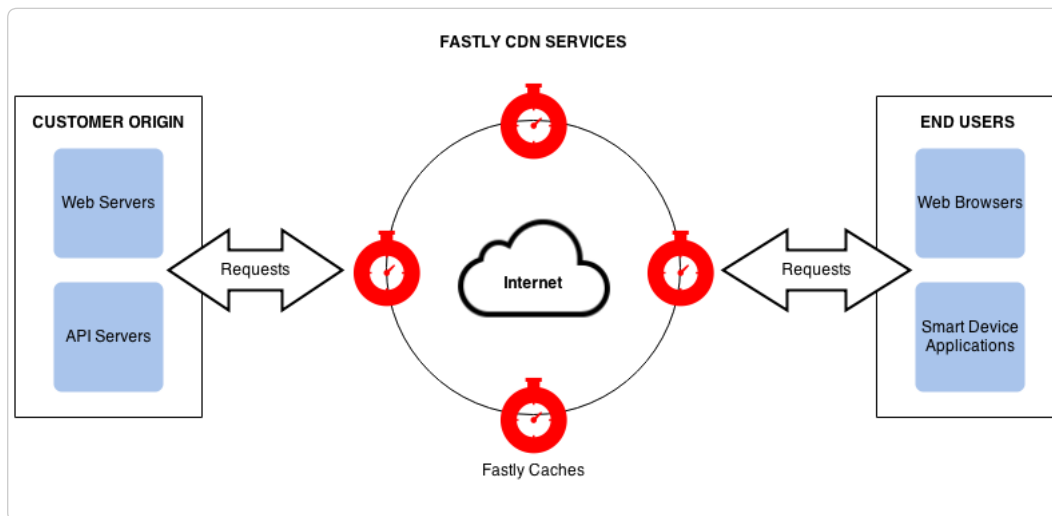 FASTLY CDN SERVICES
CUSTOMER ORIGIN
Web Servers
API Servers
Requests
Internet
Fastly Caches
Requests
END USERS
Web Browsers
Smart Device
Applications